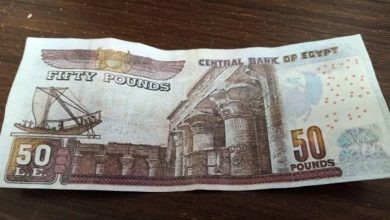 CENTRAL BANK OF EGYPT
FIFTY POUNDS
50
L.E.
50
POUNDS